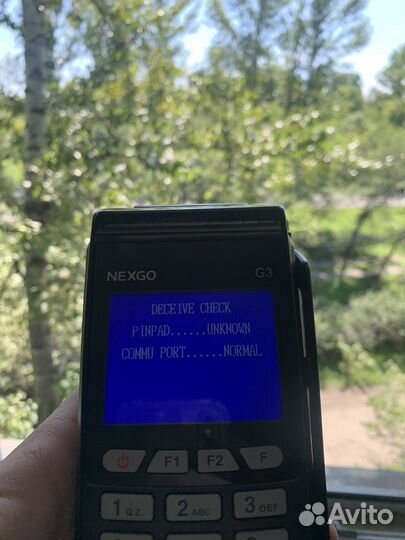 NEXGO G3
DECEIVE CHECK
PINPAD......UNKNOWN
COMMU PORT......NORMAL
F1 F2 F
1 QZ. 2 ABC 3 DEF
Avito